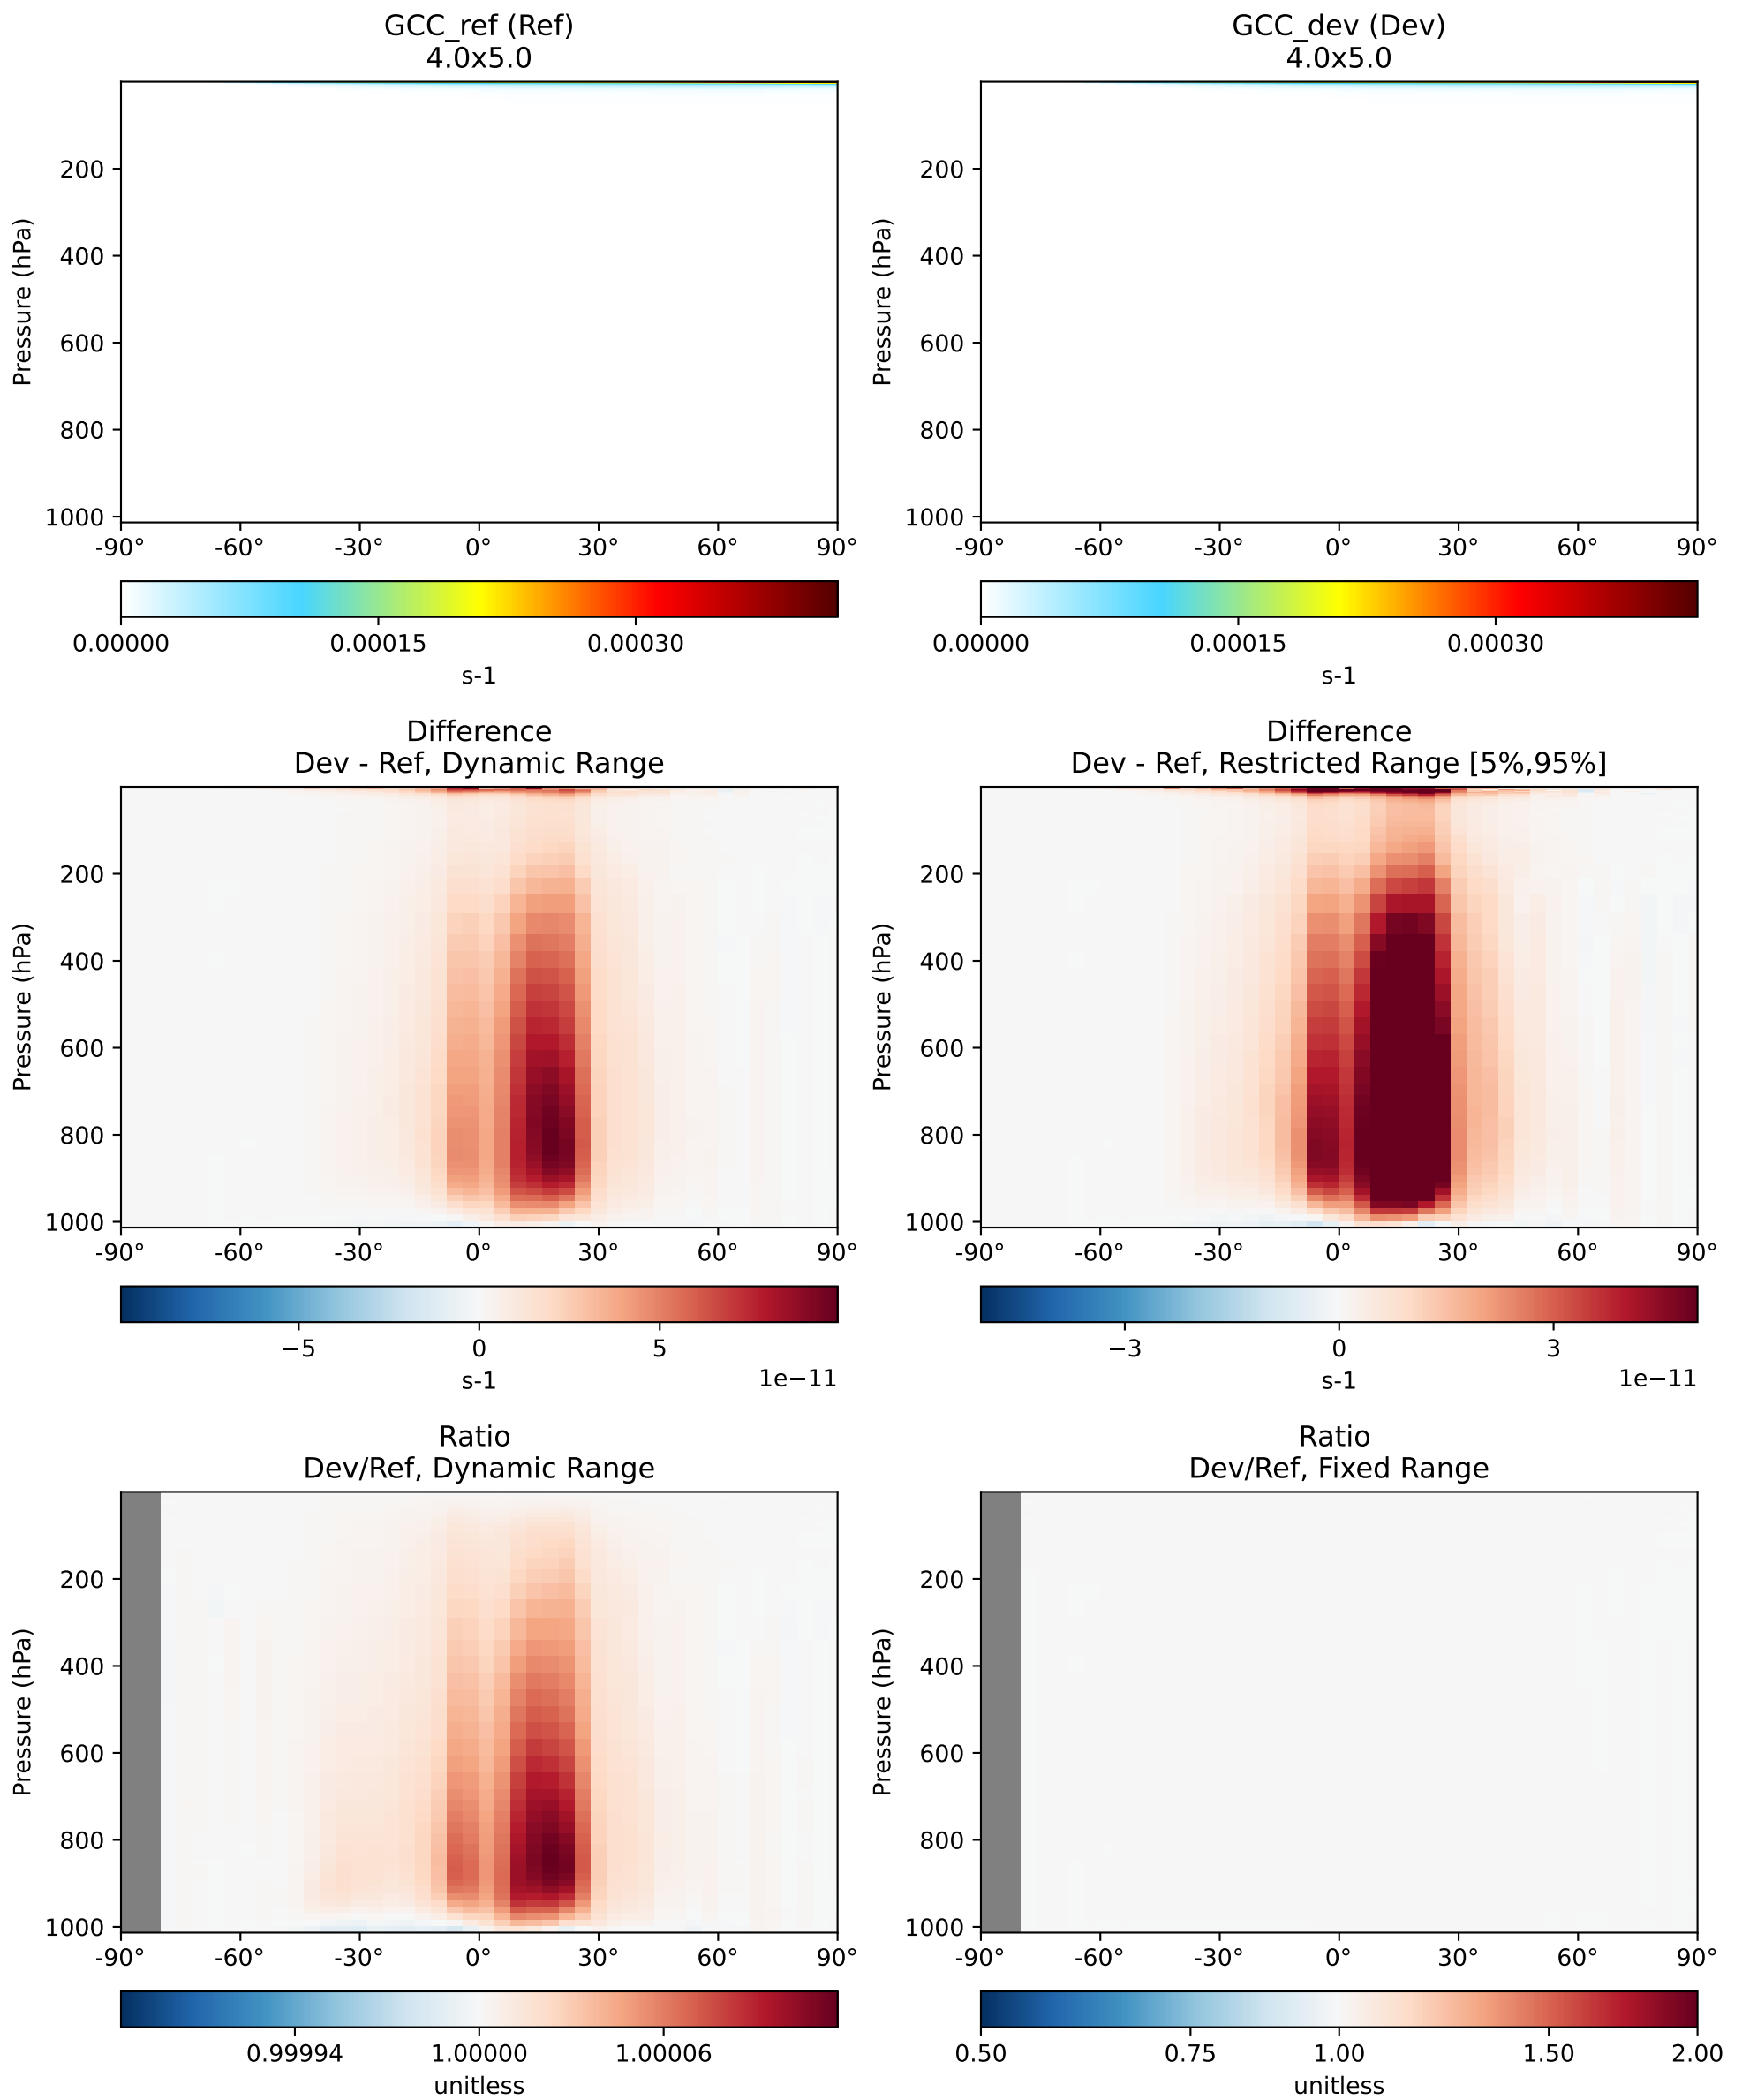 GCC_ref (Ref)
4.0x5.0
Pressure (hPa)
200
400
600
800
1000
-90° -60° -30° 0° 30° 60° 90°
0.00000 0.00015 0.00030
s-1
GCC_dev (Dev)
4.0x5.0
Pressure (hPa)
200
400
600
800
1000
-90° -60° -30° 0° 30° 60° 90°
0.00000 0.00015 0.00030
s-1
Difference
Dev - Ref, Dynamic Range
Pressure (hPa)
200
400
600
800
1000
-90° -60° -30° 0° 30° 60° 90°
−5 0 5
s-1 1e−11
Difference
Dev - Ref, Restricted Range [5%,95%]
Pressure (hPa)
200
400
600
800
1000
-90° -60° -30° 0° 30° 60° 90°
−3 0 3
s-1 1e−11
Ratio
Dev/Ref, Dynamic Range
Pressure (hPa)
200
400
600
800
1000
-90° -60° -30° 0° 30° 60° 90°
0.99994 1.00000 1.00006
unitless
Ratio
Dev/Ref, Fixed Range
Pressure (hPa)
200
400
600
800
1000
-90° -60° -30° 0° 30° 60° 90°
0.50 0.75 1.00 1.50 2.00
unitless